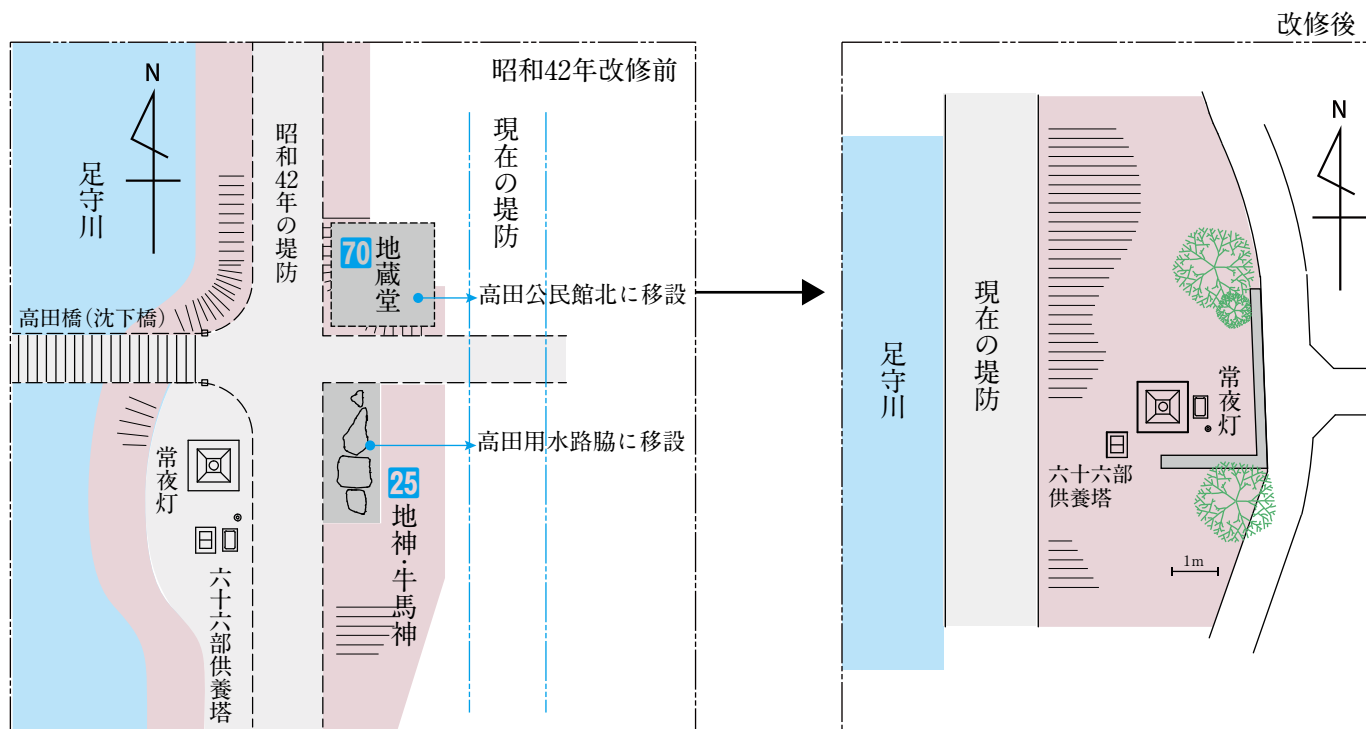 昭和42年改修前
N
足守川
昭和42年の堤防
現在の堤防
70
地蔵堂
高田公民館北に移設
高田橋（沈下橋）
高田用水路脇に移設
常夜灯
25
地神・牛馬神
六十六部供養塔
改修後
N
足守川
現在の堤防
常夜灯
六十六部
供養塔
1m